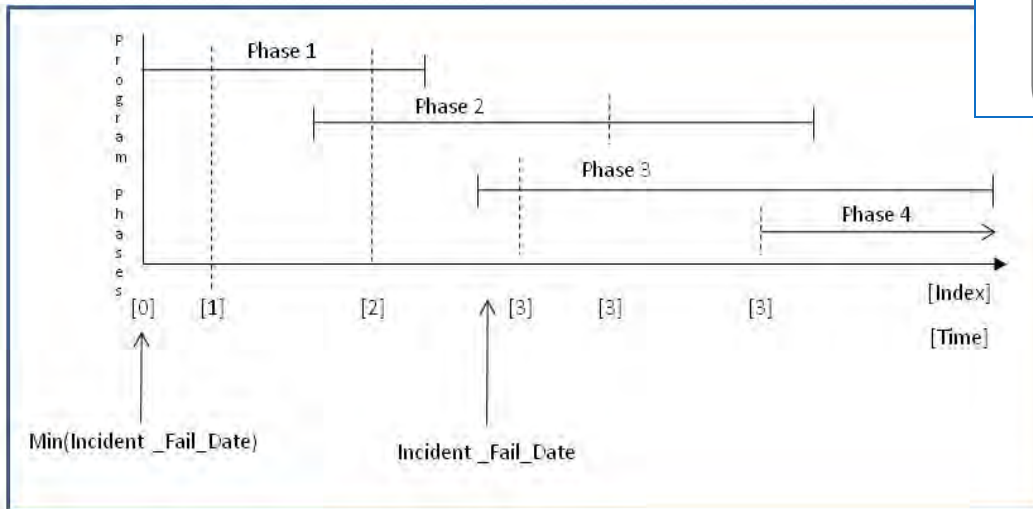 Program Phases
Phase 1
Phase 2
Phase 3
Phase 4
[0] [1] [2] [3] [3] [3] [Index]
[Time]
Min(Incident _Fail_Date)
Incident _Fail_Date